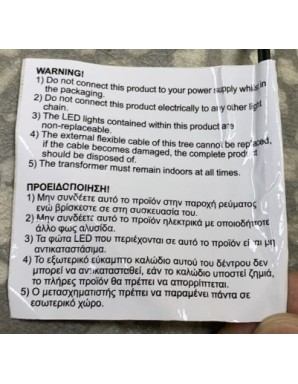 WARNING!
1) Do not connect this product to your power supply whilst in
the packaging.
2) Do not connect this product electrically to any other light
chain.
3) The LED lights contained within this product are
non-replaceable.
4) The external flexible cable of this tree cannot be replaced,
if the cable becomes damaged, the complete product
should be disposed of.
5) The transformer must remain indoors at all times.
ΠΡΟΕΙΔΟΠΟΙΗΣΗ!
1) Μην συνδέετε αυτό το προϊόν στην παροχή ρεύματος
ενώ βρίσκεστε σε στη συσκευασία του.
2) Μην συνδέετε αυτό το προϊόν ηλεκτρικά με οποιοδήποτε
άλλο φως αλυσίδα.
3) Τα φώτα LED που περιέχονται σε αυτό το προϊόν είναι μη
αντικαταστάσιμα.
4) Το εξωτερικό εύκαμπτο καλώδιο αυτού του δέντρου δεν
μπορεί να αντικατασταθεί, εάν το καλώδιο υποστεί ζημιά,
το πλήρες προϊόν θα πρέπει να απορρίπτεται.
5) Ο μετασχηματιστής πρέπει να παραμένει πάντα σε
εσωτερικό χώρο.